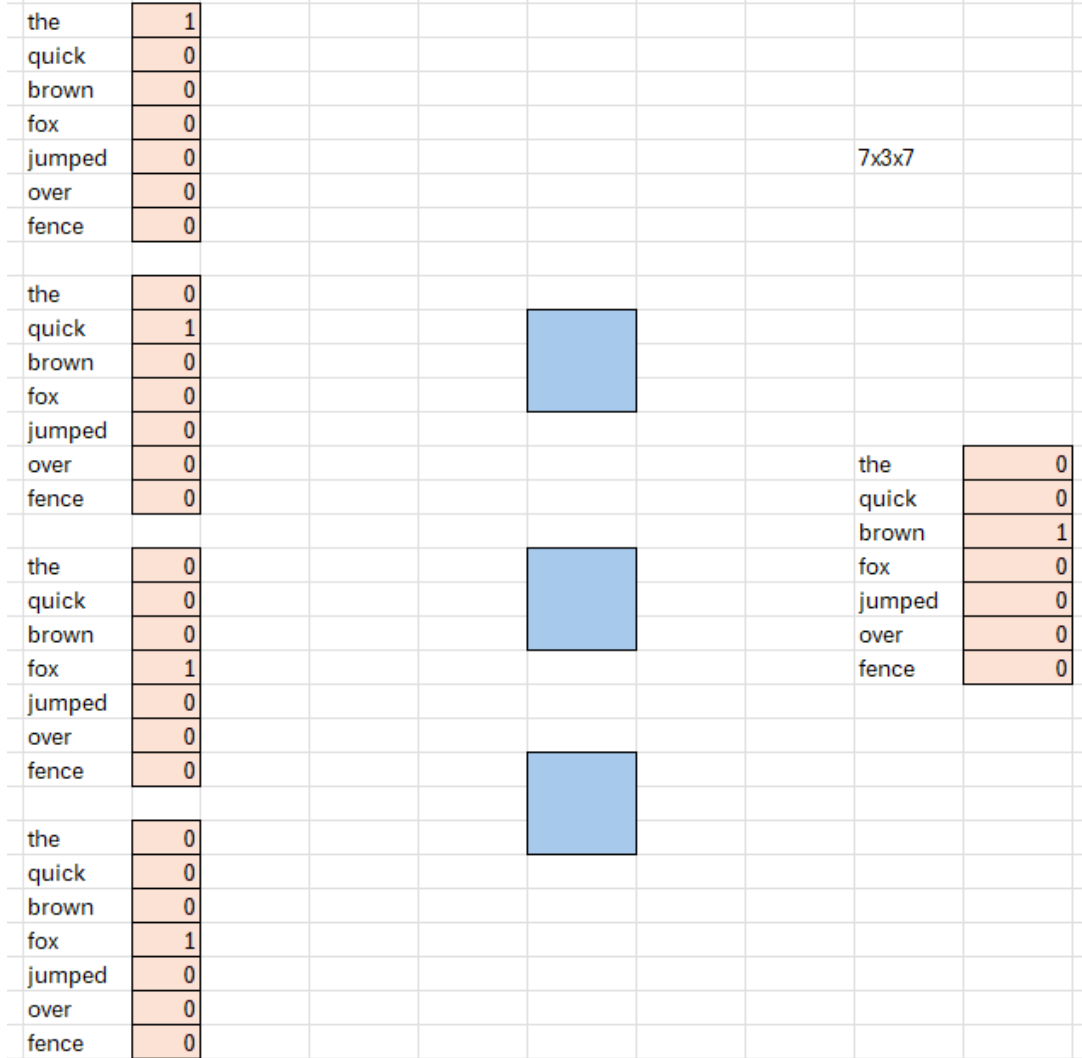 the 1
quick 0
brown 0
fox 0
jumped 0 7x3x7
over 0
fence 0
the 0
quick 1
brown 0
fox 0
jumped 0
over 0 the 0
fence 0 quick 0
brown 1
the 0 fox 0
quick 0 jumped 0
brown 0 over 0
fox 1 fence 0
jumped 0
over 0
fence 0
the 0
quick 0
brown 0
fox 1
jumped 0
over 0
fence 0